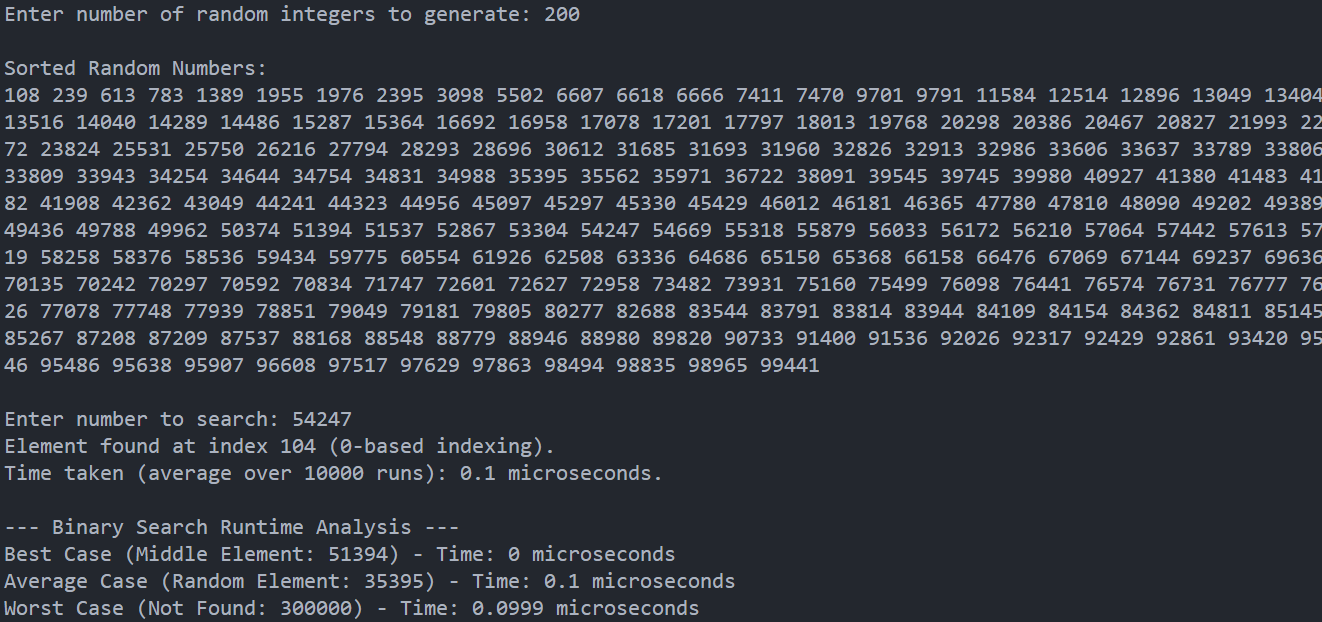 Enter number of random integers to generate: 200
Sorted Random Numbers:
108 239 613 783 1389 1955 1976 2395 3098 5502 6607 6618 6666 7411 7470 9701 9791 11584 12514 12896 13049 13404
13516 14040 14289 14486 15287 15364 16692 16958 17078 17201 17797 18013 19768 20298 20386 20467 20827 21993 22
72 23824 25531 25750 26216 27794 28293 28696 30612 31685 31693 31960 32826 32913 32986 33606 33637 33789 33806
33809 33943 34254 34644 34754 34831 34988 35395 35562 35971 36722 38091 39545 39745 39980 40927 41380 41483 41
82 41908 42362 43049 44241 44323 44956 45097 45297 45330 45429 46012 46181 46365 47780 47810 48090 49202 49389
49436 49788 49962 50374 51394 51537 52867 53304 54247 54669 55318 55879 56033 56172 56210 57064 57442 57613 57
19 58258 58376 58536 59434 59775 60554 61926 62508 63336 64686 65150 65368 66158 66476 67069 67144 69237 69636
70135 70242 70297 70592 70834 71747 72601 72627 72958 73482 73931 75160 75499 76098 76441 76574 76731 76777 76
26 77078 77748 77939 78851 79049 79181 79805 80277 82688 83544 83791 83814 83944 84109 84154 84362 84811 85145
85267 87208 87209 87537 88168 88548 88779 88946 88980 89820 90733 91400 91536 92026 92317 92429 92861 93420 95
46 95486 95638 95907 96608 97517 97629 97863 98494 98835 98965 99441
Enter number to search: 54247
Element found at index 104 (0-based indexing).
Time taken (average over 10000 runs): 0.1 microseconds.
--- Binary Search Runtime Analysis ---
Best Case (Middle Element: 51394) - Time: 0 microseconds
Average Case (Random Element: 35395) - Time: 0.1 microseconds
Worst Case (Not Found: 300000) - Time: 0.0999 microseconds